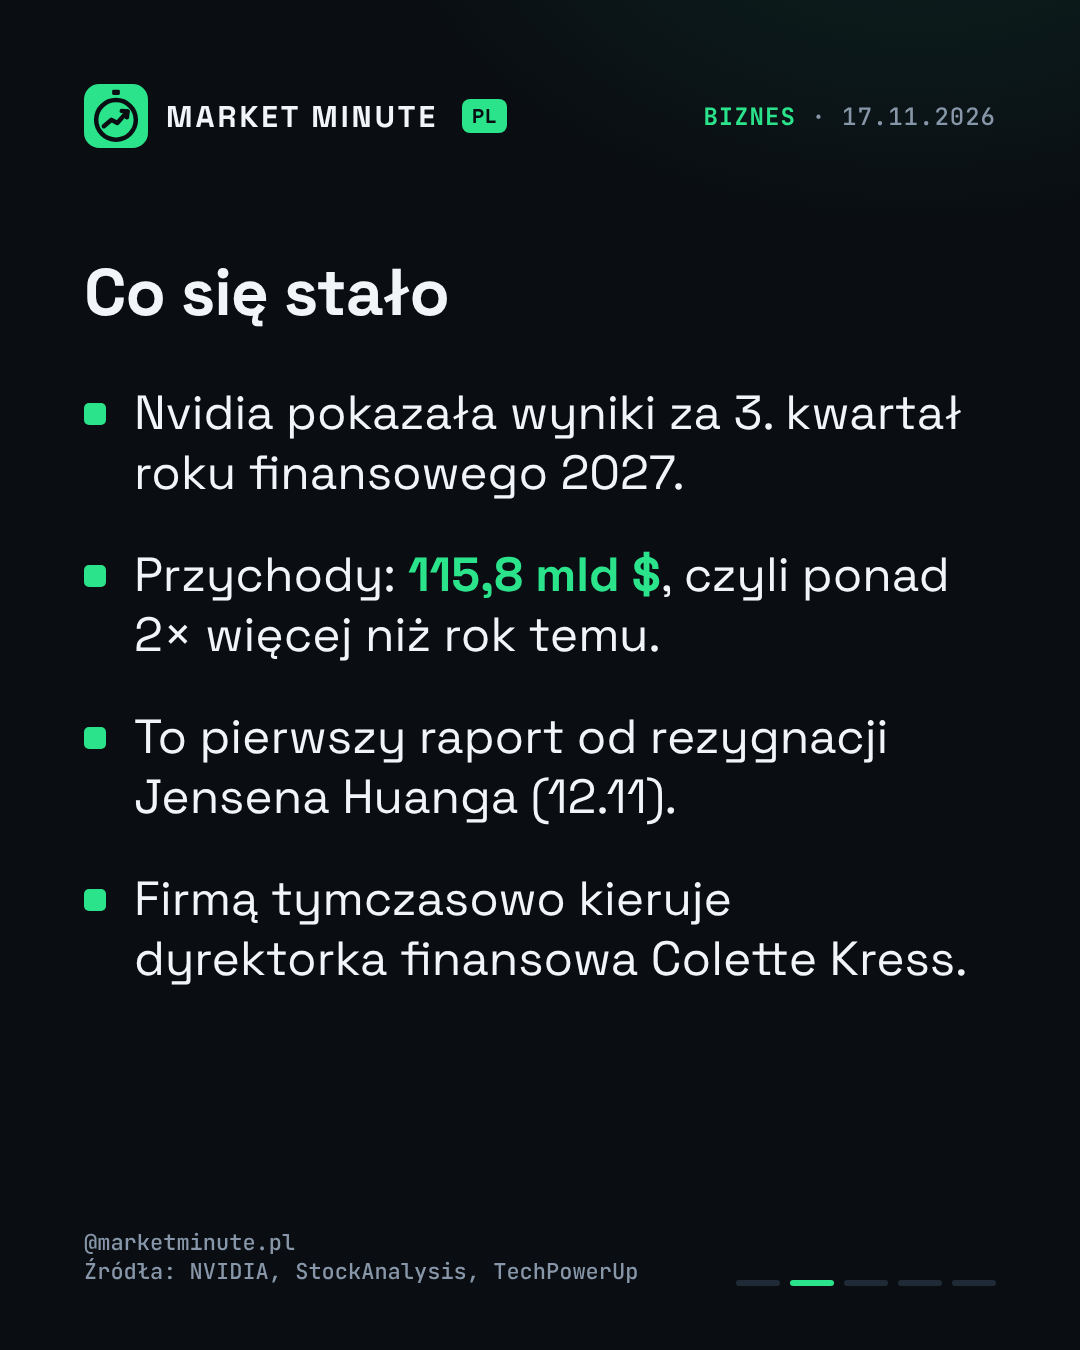 MARKET MINUTE PL
BIZNES · 17.11.2026
Co się stało
Nvidia pokazała wyniki za 3. kwartał
roku finansowego 2027.
Przychody: 115,8 mld $, czyli ponad
2× więcej niż rok temu.
To pierwszy raport od rezygnacji
Jensena Huanga (12.11).
Firmą tymczasowo kieruje
dyrektorka finansowa Colette Kress.
@marketminute.pl
Źródła: NVIDIA, StockAnalysis, TechPowerUp